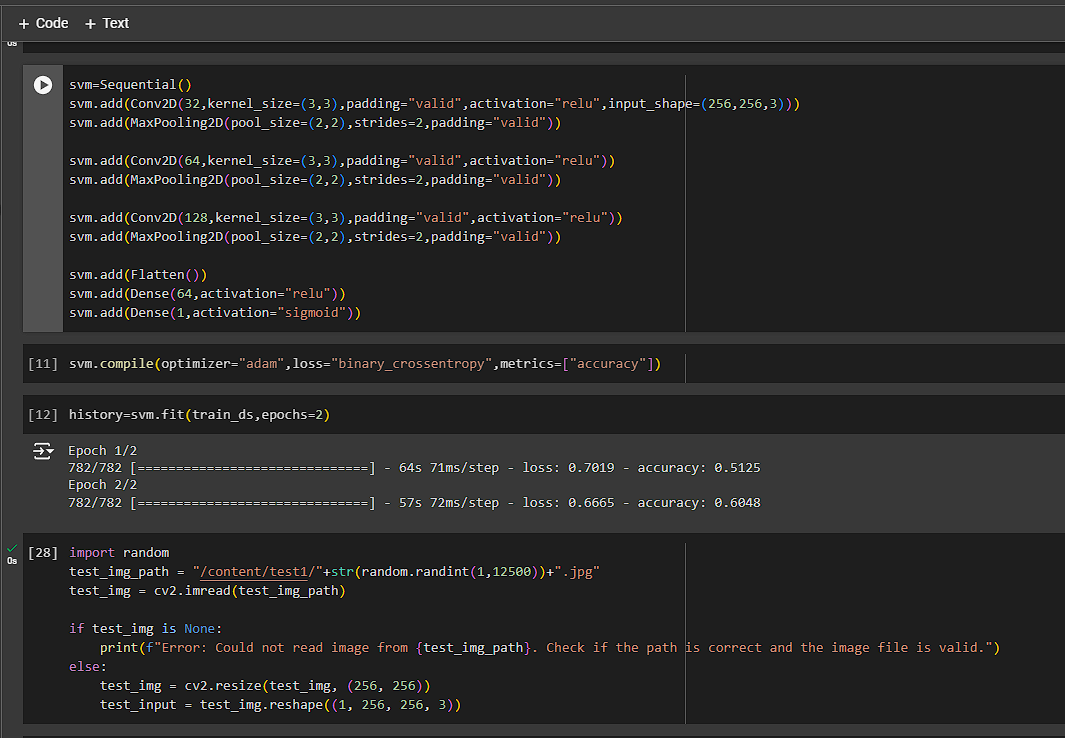 + Code + Text
0s
svm=Sequential()
svm.add(Conv2D(32,kernel_size=(3,3),padding="valid",activation="relu",input_shape=(256,256,3)))
svm.add(MaxPooling2D(pool_size=(2,2),strides=2,padding="valid"))
svm.add(Conv2D(64,kernel_size=(3,3),padding="valid",activation="relu"))
svm.add(MaxPooling2D(pool_size=(2,2),strides=2,padding="valid"))
svm.add(Conv2D(128,kernel_size=(3,3),padding="valid",activation="relu"))
svm.add(MaxPooling2D(pool_size=(2,2),strides=2,padding="valid"))
svm.add(Flatten())
svm.add(Dense(64,activation="relu"))
svm.add(Dense(1,activation="sigmoid"))
[11] svm.compile(optimizer="adam",loss="binary_crossentropy",metrics=["accuracy"])
[12] history=svm.fit(train_ds,epochs=2)
Epoch 1/2
782/782 [==============================] - 64s 71ms/step - loss: 0.7019 - accuracy: 0.5125
Epoch 2/2
782/782 [==============================] - 57s 72ms/step - loss: 0.6665 - accuracy: 0.6048
[28] import random
0s test_img_path = "/content/test1/"+str(random.randint(1,12500))+".jpg"
test_img = cv2.imread(test_img_path)
if test_img is None:
print(f"Error: Could not read image from {test_img_path}. Check if the path is correct and the image file is valid.")
else:
test_img = cv2.resize(test_img, (256, 256))
test_input = test_img.reshape((1, 256, 256, 3))